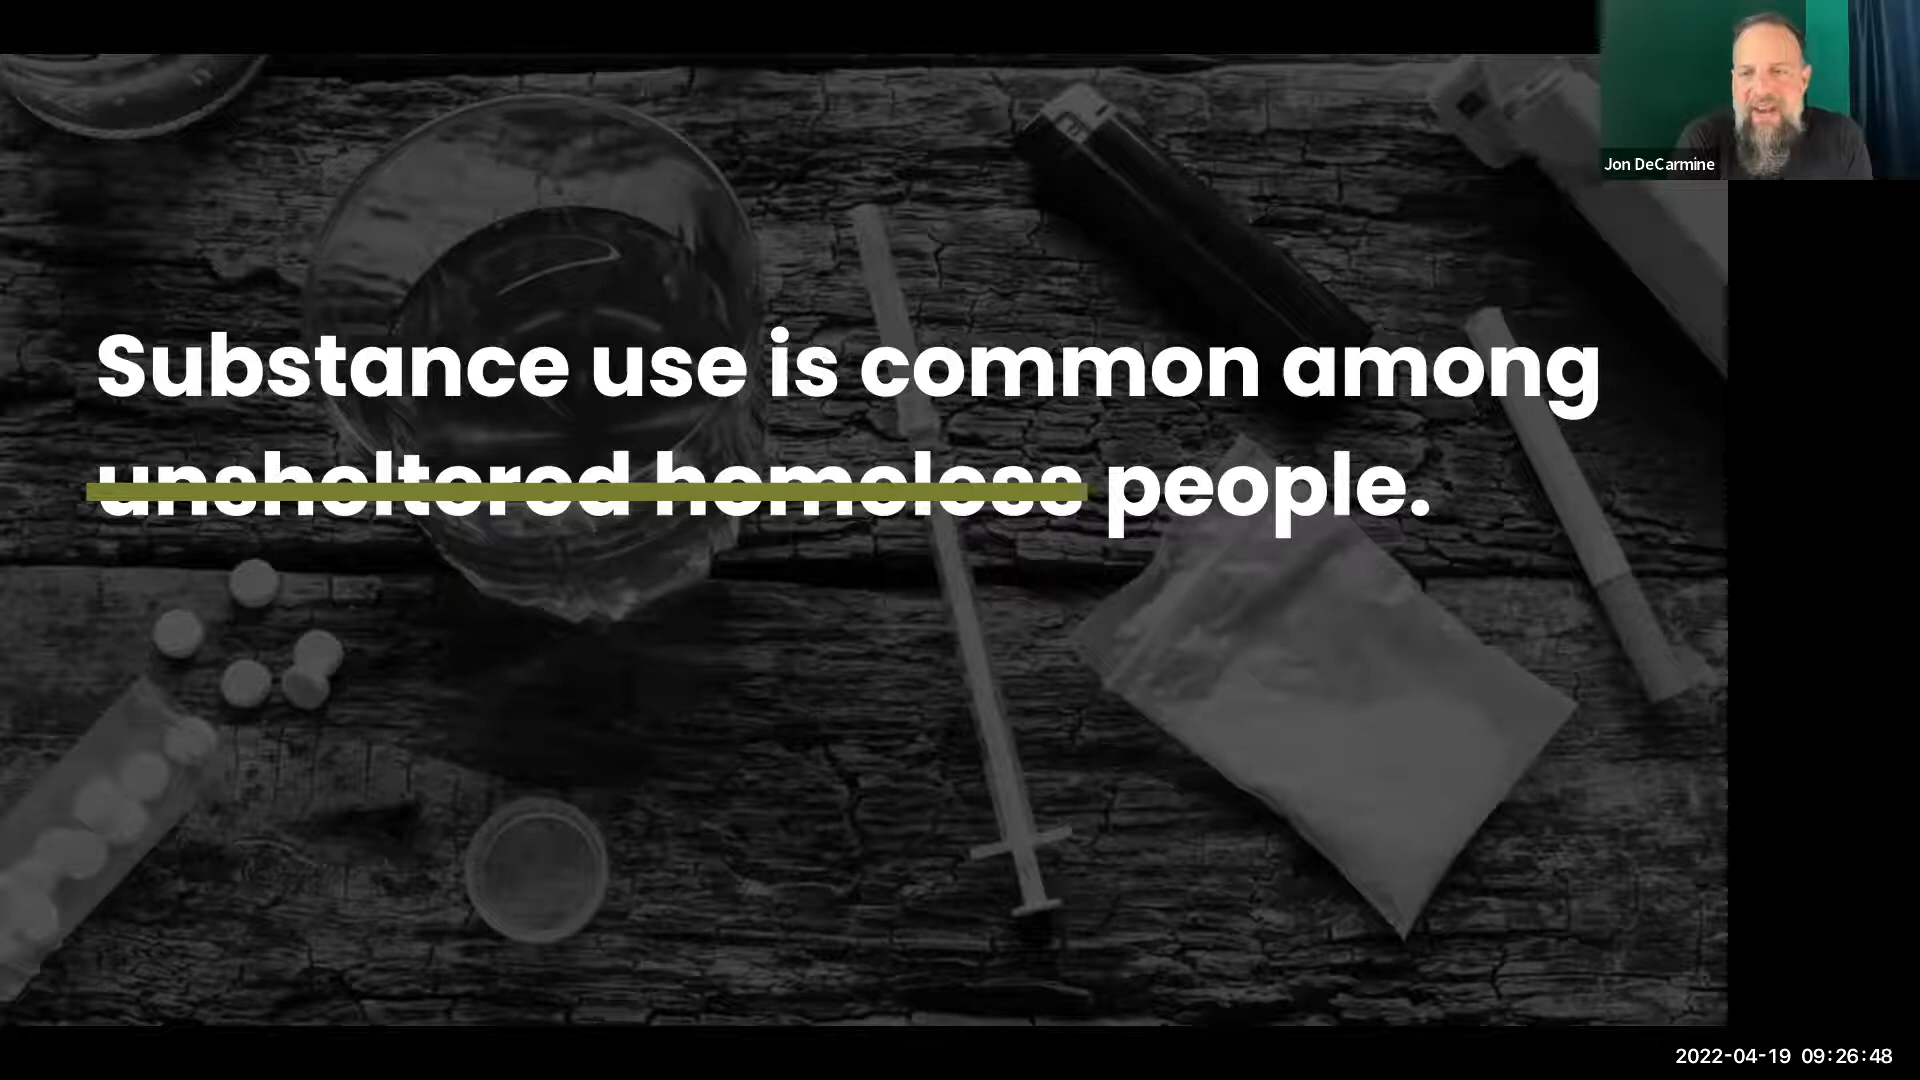 Jon DeCarmine
Substance use is common among
unsheltered homeless people.
2022-04-19 09:26:48